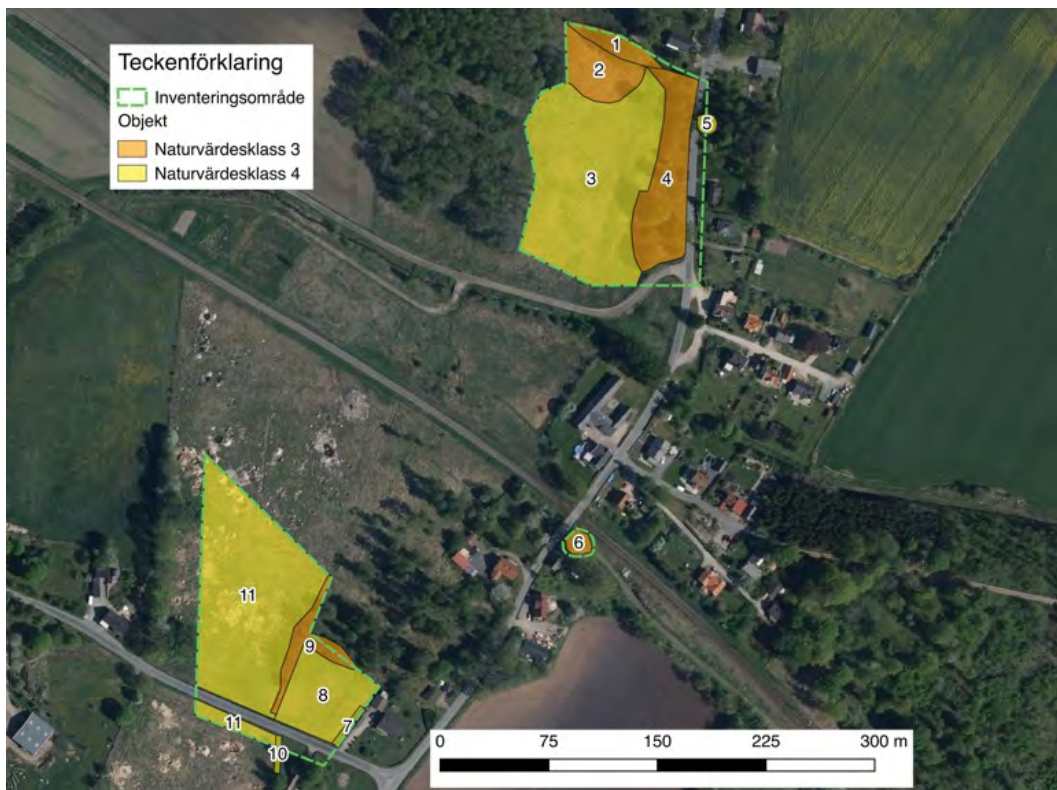 Teckenförklaring
Inventeringsområde
Objekt
Naturvärdesklass 3
Naturvärdesklass 4
1
2
5
3
4
6
11
9
8
7
11
10
0 75 150 225 300 m